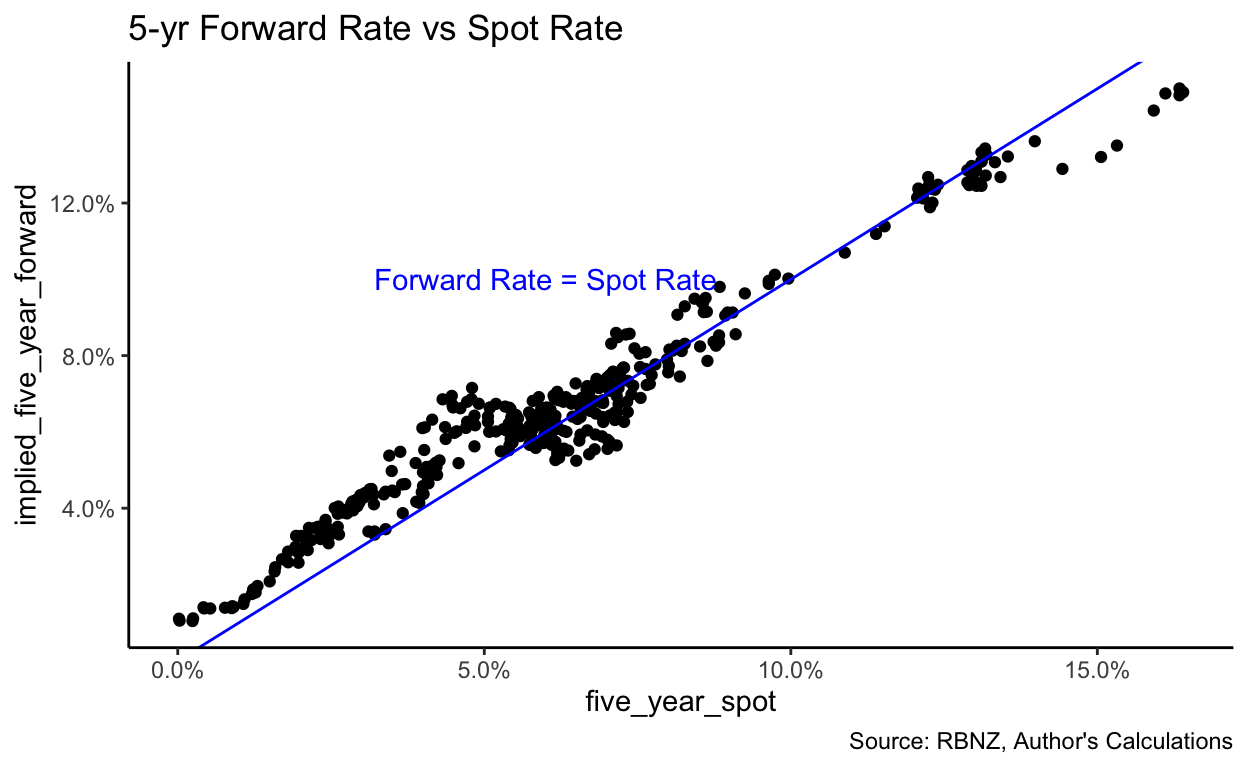 5-yr Forward Rate vs Spot Rate
implied_five_year_forward
12.0%
8.0%
4.0%
Forward Rate = Spot Rate
0.0% 5.0% 10.0% 15.0%
five_year_spot
Source: RBNZ, Author's Calculations